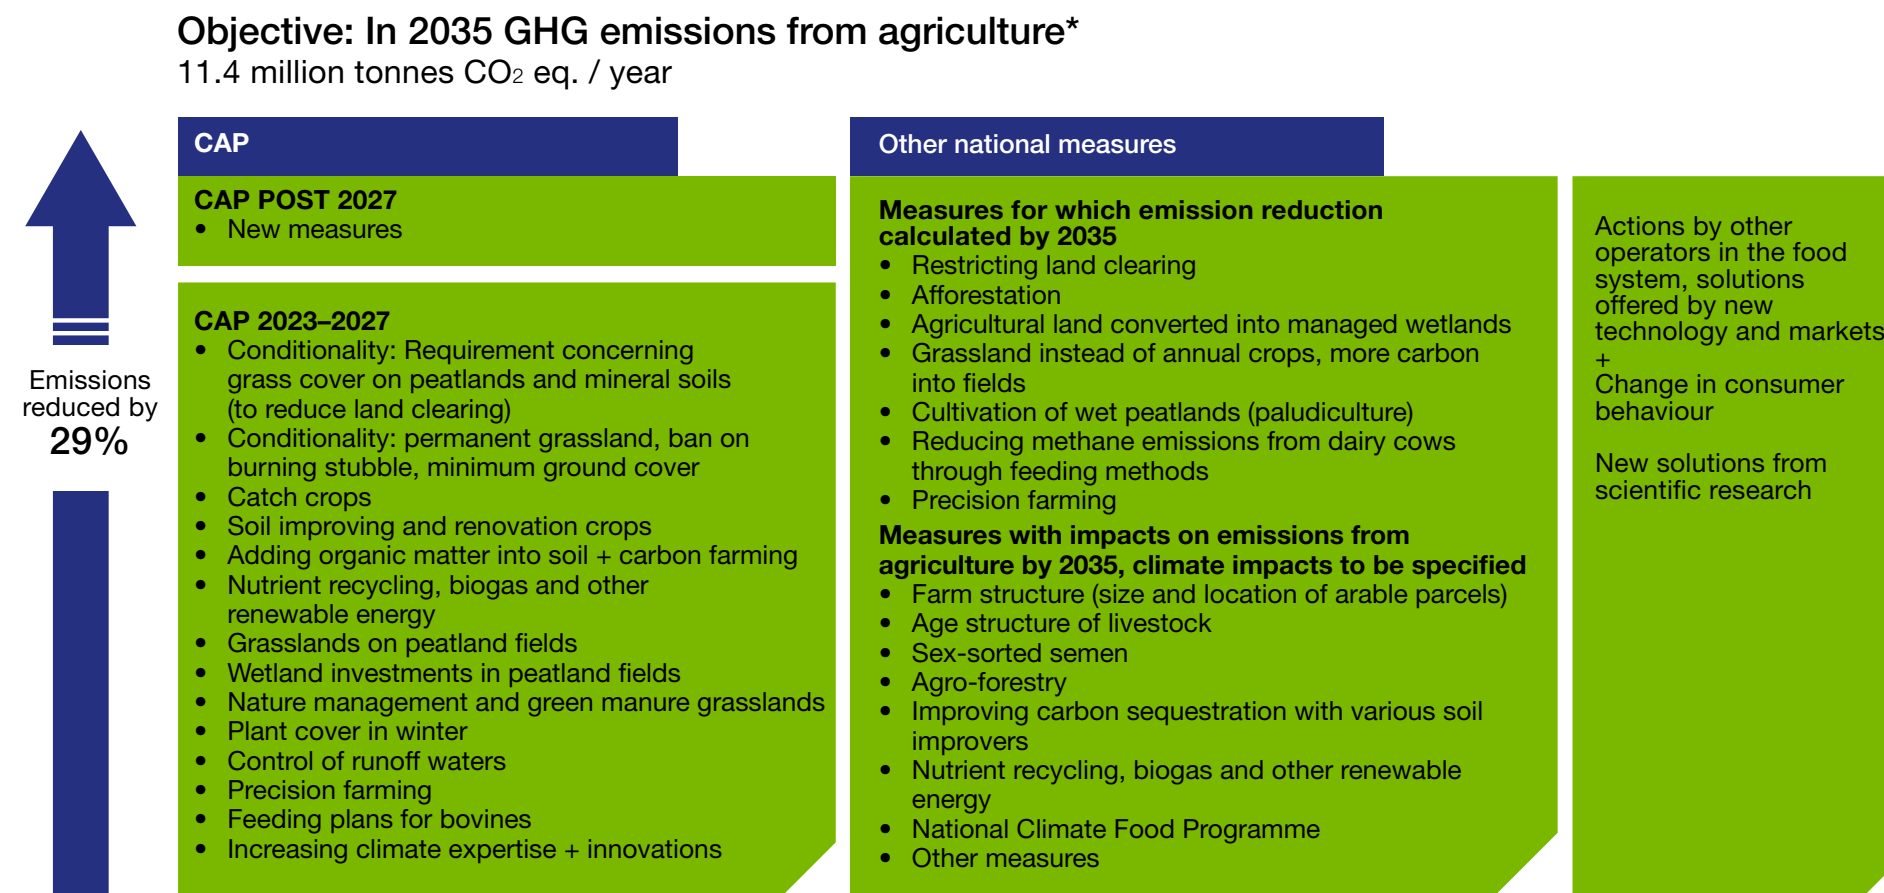 Objective: In 2035 GHG emissions from agriculture*
11.4 million tonnes CO₂ eq. / year
Emissions
reduced by
29%
CAP
CAP POST 2027
• New measures
CAP 2023–2027
• Conditionality: Requirement concerning
grass cover on peatlands and mineral soils
(to reduce land clearing)
• Conditionality: permanent grassland, ban on
burning stubble, minimum ground cover
• Catch crops
• Soil improving and renovation crops
• Adding organic matter into soil + carbon farming
• Nutrient recycling, biogas and other
renewable energy
• Grasslands on peatland fields
• Wetland investments in peatland fields
• Nature management and green manure grasslands
• Plant cover in winter
• Control of runoff waters
• Precision farming
• Feeding plans for bovines
• Increasing climate expertise + innovations
Other national measures
Measures for which emission reduction
calculated by 2035
• Restricting land clearing
• Afforestation
• Agricultural land converted into managed wetlands
• Grassland instead of annual crops, more carbon
into fields
• Cultivation of wet peatlands (paludiculture)
• Reducing methane emissions from dairy cows
through feeding methods
• Precision farming
Measures with impacts on emissions from
agriculture by 2035, climate impacts to be specified
• Farm structure (size and location of arable parcels)
• Age structure of livestock
• Sex-sorted semen
• Agro-forestry
• Improving carbon sequestration with various soil
improvers
• Nutrient recycling, biogas and other renewable
energy
• National Climate Food Programme
• Other measures
Actions by other
operators in the food
system, solutions
offered by new
technology and markets
+
Change in consumer
behaviour
New solutions from
scientific research